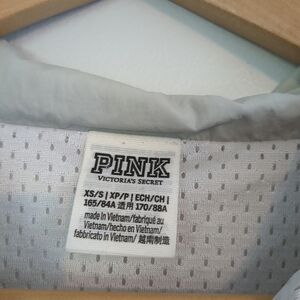 PINK
VICTORIA'S SECRET
XS/S | XP/P | ECH/CH |
165/84A 适用 170/88A
made in Vietnam/fabriqué au
Vietnam/hecho en Vietnam/
fabbricato in Vietnam/ 越南制造